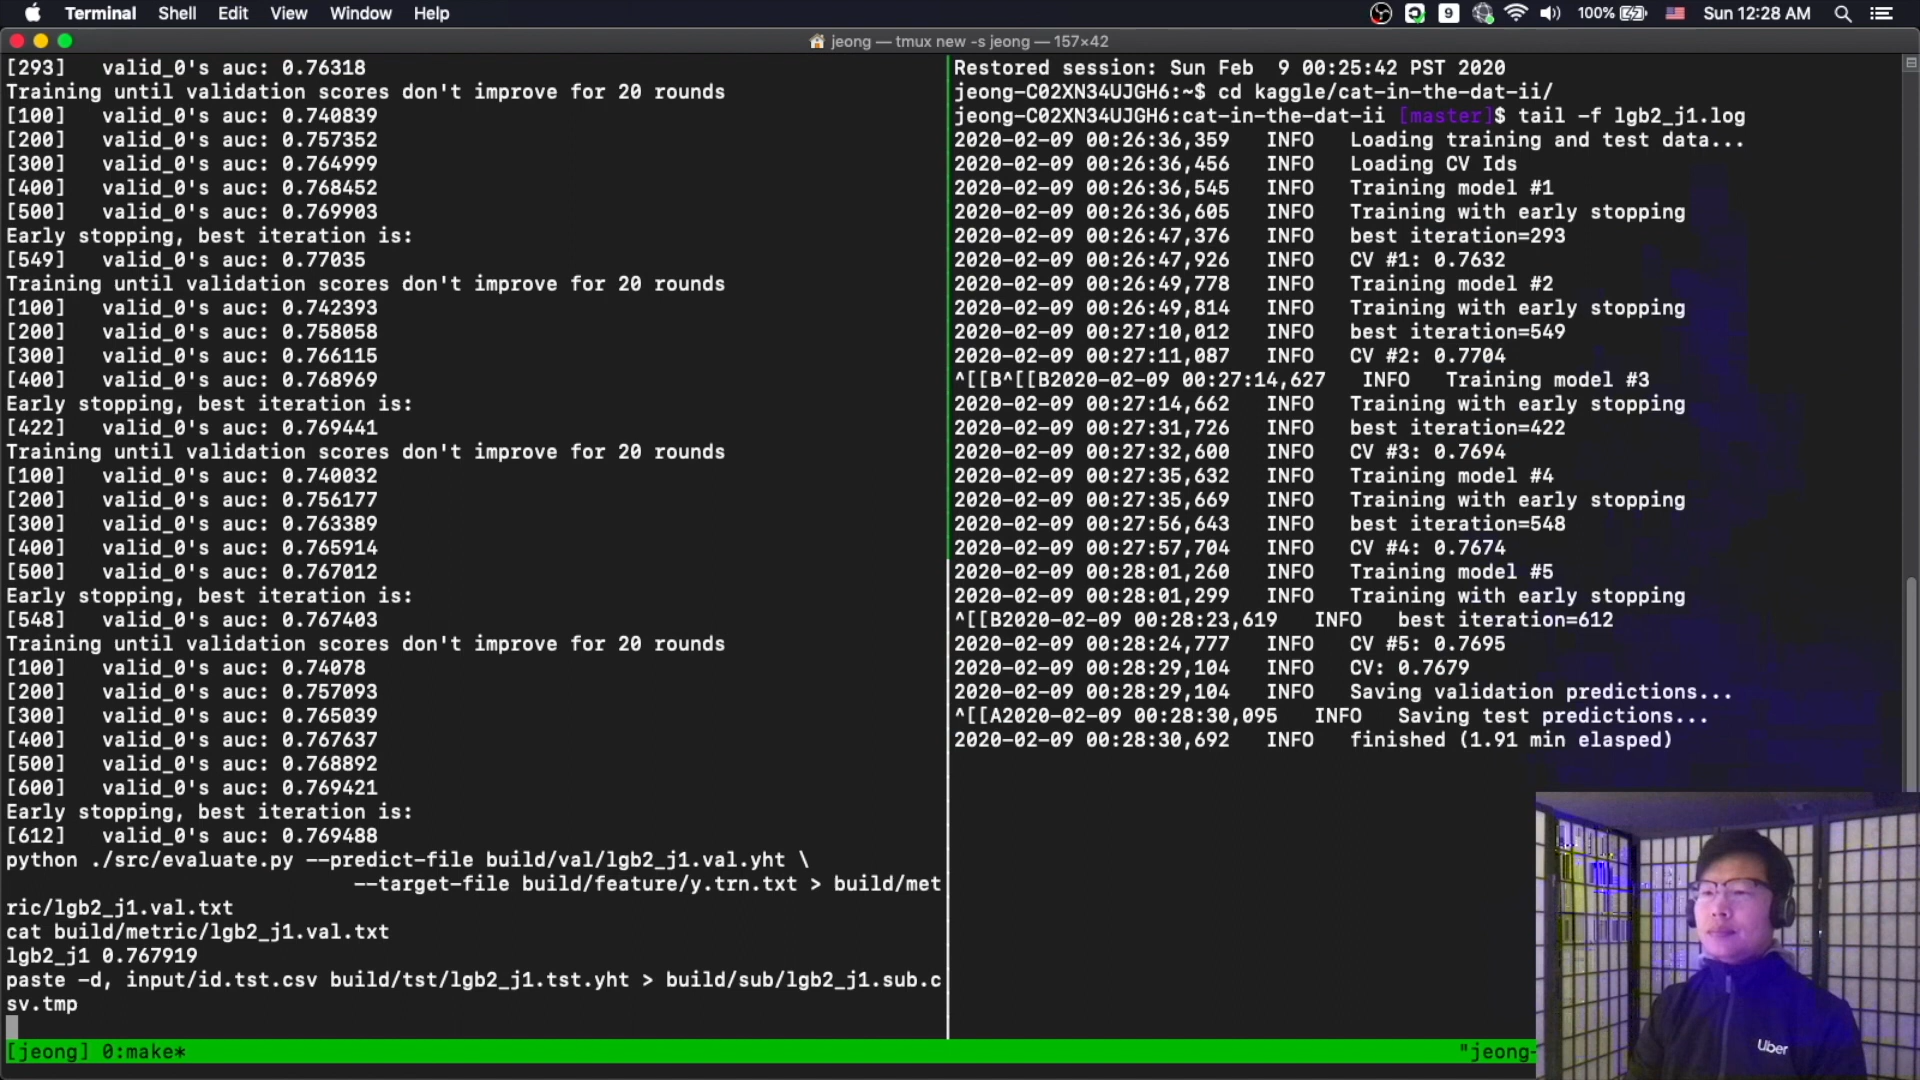 Terminal Shell Edit View Window Help
9 100% Sun 12:28 AM
jeong — tmux new -s jeong — 157×42
[293]   valid_0's auc: 0.76318
Training until validation scores don't improve for 20 rounds
[100]   valid_0's auc: 0.740839
[200]   valid_0's auc: 0.757352
[300]   valid_0's auc: 0.764999
[400]   valid_0's auc: 0.768452
[500]   valid_0's auc: 0.769903
Early stopping, best iteration is:
[549]   valid_0's auc: 0.77035
Training until validation scores don't improve for 20 rounds
[100]   valid_0's auc: 0.742393
[200]   valid_0's auc: 0.758058
[300]   valid_0's auc: 0.766115
[400]   valid_0's auc: 0.768969
Early stopping, best iteration is:
[422]   valid_0's auc: 0.769441
Training until validation scores don't improve for 20 rounds
[100]   valid_0's auc: 0.740032
[200]   valid_0's auc: 0.756177
[300]   valid_0's auc: 0.763389
[400]   valid_0's auc: 0.765914
[500]   valid_0's auc: 0.767012
Early stopping, best iteration is:
[548]   valid_0's auc: 0.767403
Training until validation scores don't improve for 20 rounds
[100]   valid_0's auc: 0.74078
[200]   valid_0's auc: 0.757093
[300]   valid_0's auc: 0.765039
[400]   valid_0's auc: 0.767637
[500]   valid_0's auc: 0.768892
[600]   valid_0's auc: 0.769421
Early stopping, best iteration is:
[612]   valid_0's auc: 0.769488
python ./src/evaluate.py --predict-file build/val/lgb2_j1.val.yht \
--target-file build/feature/y.trn.txt > build/met
ric/lgb2_j1.val.txt
cat build/metric/lgb2_j1.val.txt
lgb2_j1 0.767919
paste -d, input/id.tst.csv build/tst/lgb2_j1.tst.yht > build/sub/lgb2_j1.sub.c
sv.tmp
Restored session: Sun Feb  9 00:25:42 PST 2020
jeong-C02XN34UJGH6:~$ cd kaggle/cat-in-the-dat-ii/
jeong-C02XN34UJGH6:cat-in-the-dat-ii [master]$ tail -f lgb2_j1.log
2020-02-09 00:26:36,359   INFO   Loading training and test data...
2020-02-09 00:26:36,456   INFO   Loading CV Ids
2020-02-09 00:26:36,545   INFO   Training model #1
2020-02-09 00:26:36,605   INFO   Training with early stopping
2020-02-09 00:26:47,376   INFO   best iteration=293
2020-02-09 00:26:47,926   INFO   CV #1: 0.7632
2020-02-09 00:26:49,778   INFO   Training model #2
2020-02-09 00:26:49,814   INFO   Training with early stopping
2020-02-09 00:27:10,012   INFO   best iteration=549
2020-02-09 00:27:11,087   INFO   CV #2: 0.7704
^[[B^[[B2020-02-09 00:27:14,627   INFO   Training model #3
2020-02-09 00:27:14,662   INFO   Training with early stopping
2020-02-09 00:27:31,726   INFO   best iteration=422
2020-02-09 00:27:32,600   INFO   CV #3: 0.7694
2020-02-09 00:27:35,632   INFO   Training model #4
2020-02-09 00:27:35,669   INFO   Training with early stopping
2020-02-09 00:27:56,643   INFO   best iteration=548
2020-02-09 00:27:57,704   INFO   CV #4: 0.7674
2020-02-09 00:28:01,260   INFO   Training model #5
2020-02-09 00:28:01,299   INFO   Training with early stopping
^[[B2020-02-09 00:28:23,619   INFO   best iteration=612
2020-02-09 00:28:24,777   INFO   CV #5: 0.7695
2020-02-09 00:28:29,104   INFO   CV: 0.7679
2020-02-09 00:28:29,104   INFO   Saving validation predictions...
^[[A2020-02-09 00:28:30,095   INFO   Saving test predictions...
2020-02-09 00:28:30,692   INFO   finished (1.91 min elasped)
Uber
[jeong] 0:make*
"jeong-